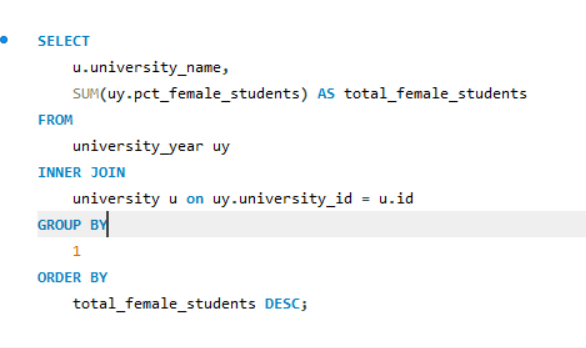 SELECT
u.university_name,
SUM(uy.pct_female_students) AS total_female_students
FROM
university_year uy
INNER JOIN
university u on uy.university_id = u.id
GROUP BY
1
ORDER BY
total_female_students DESC;